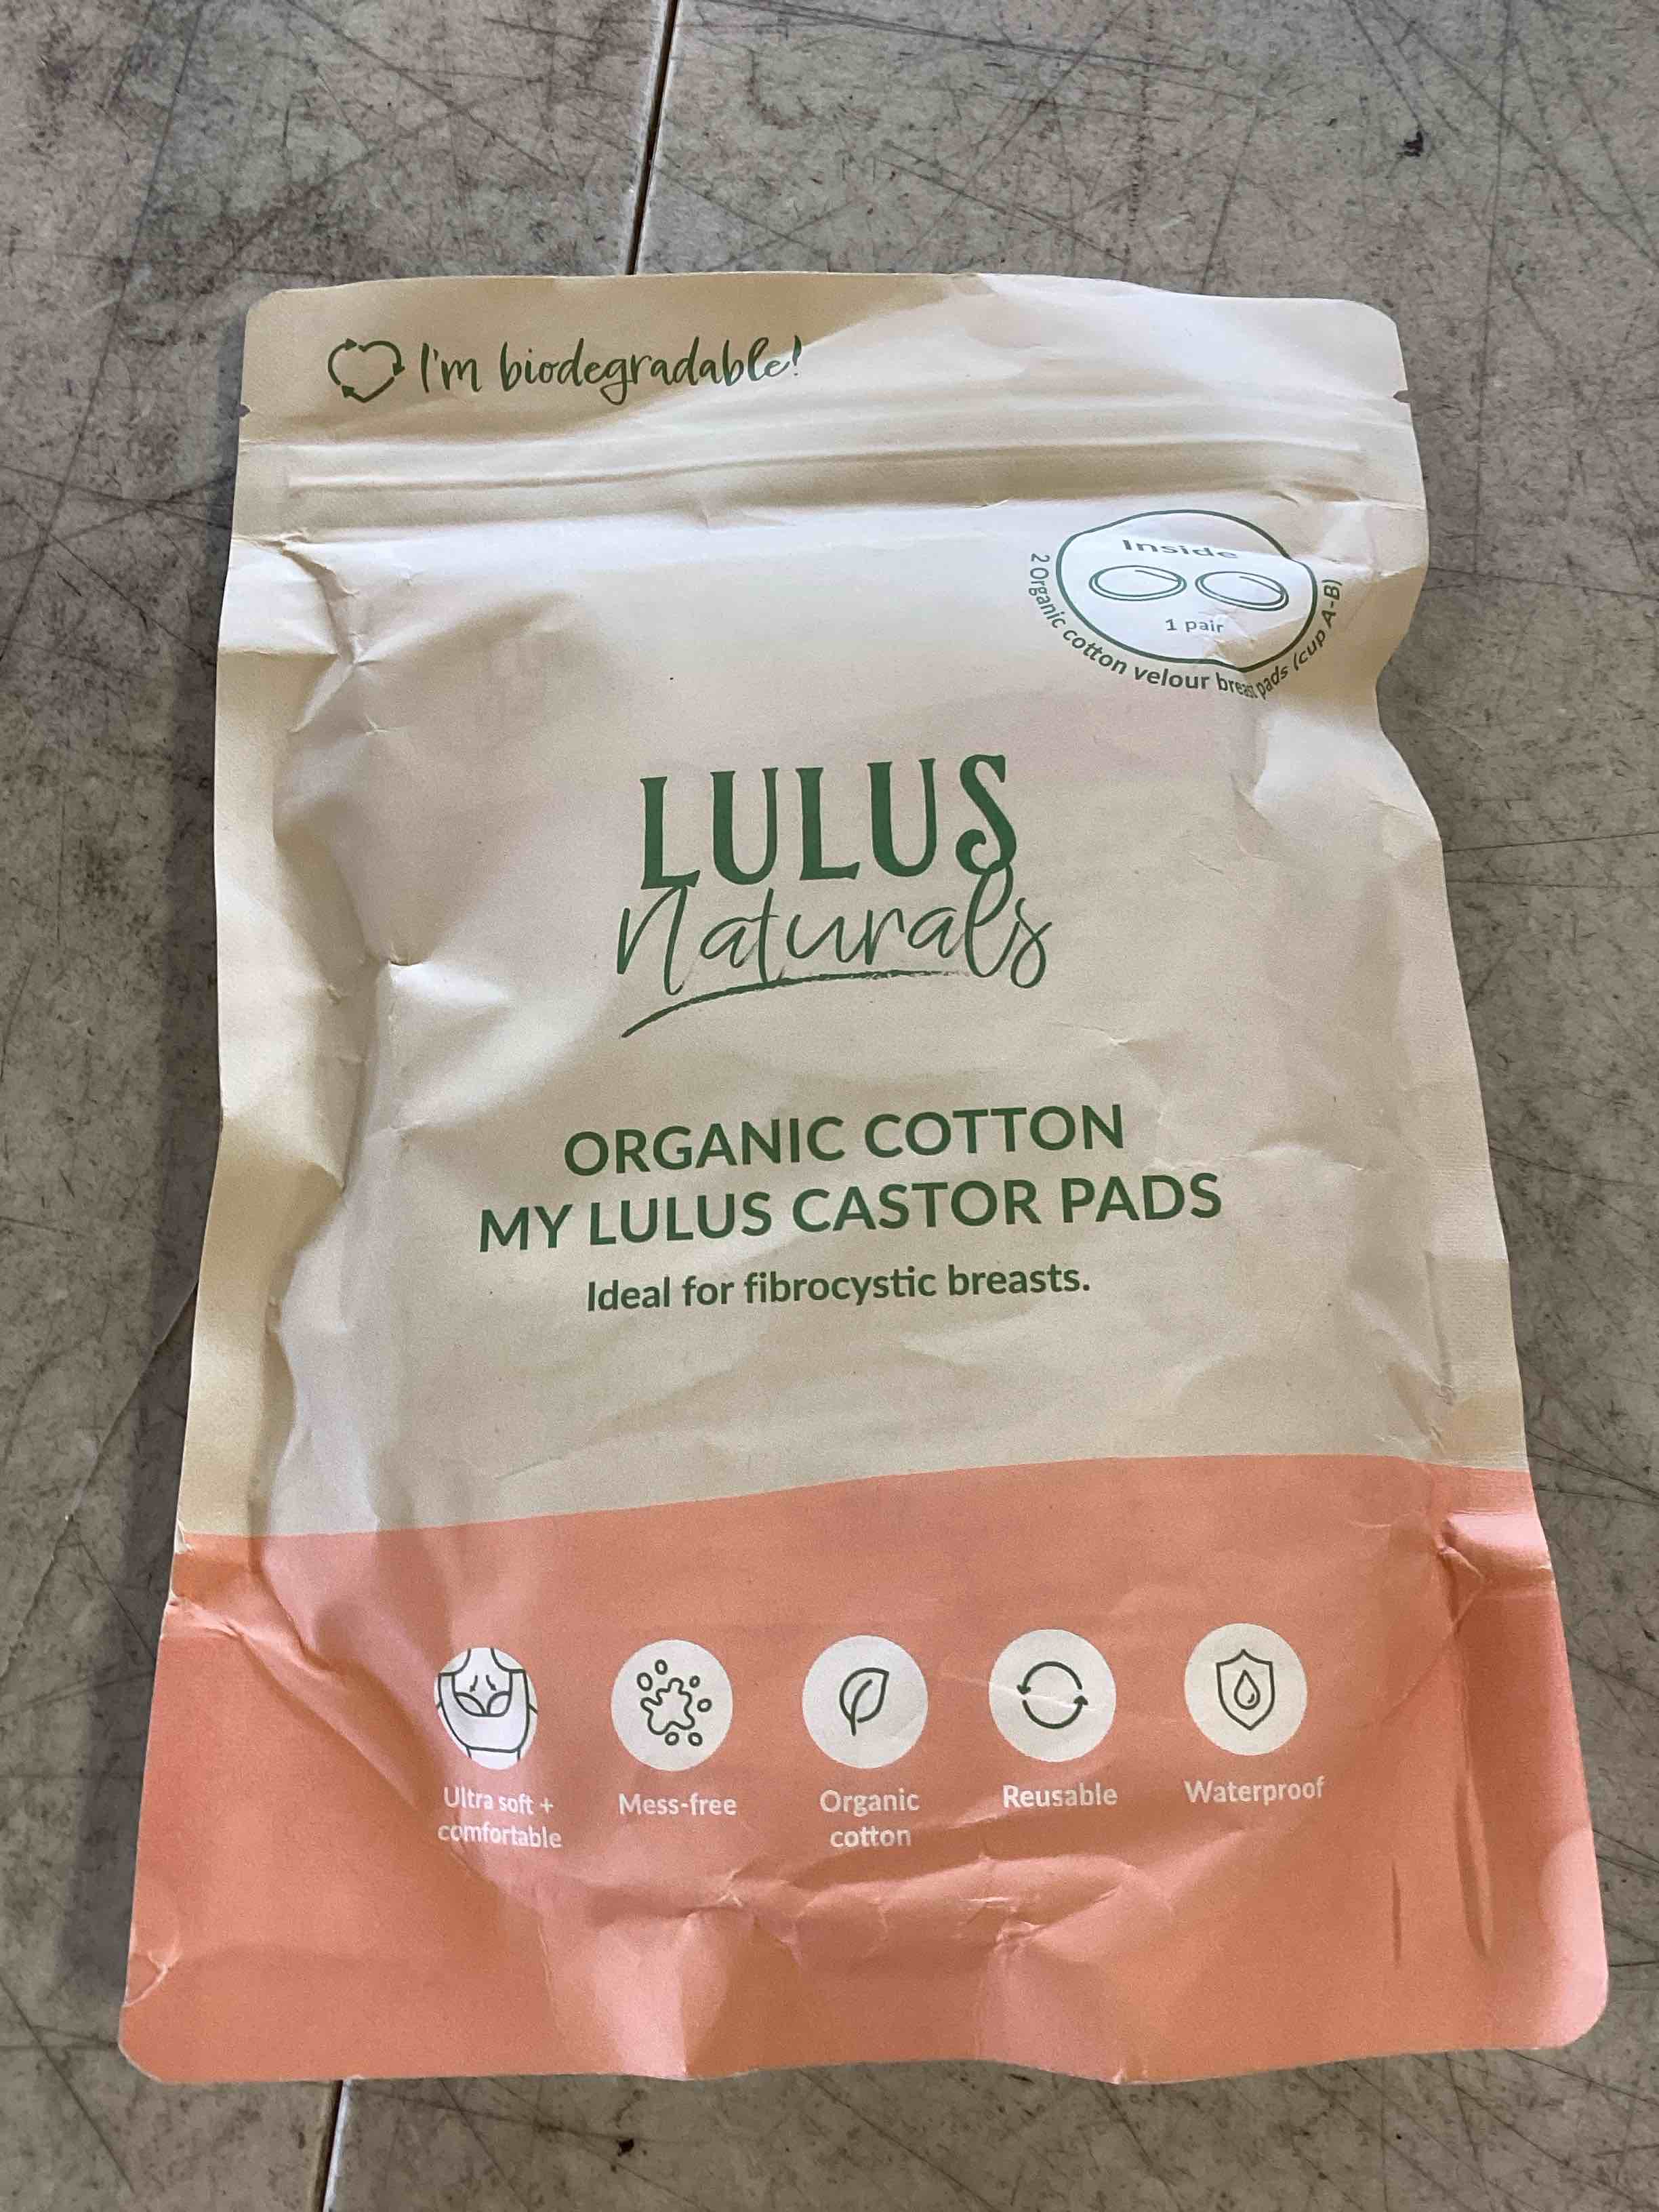 I'm biodegradable!
Inside
1 pair
2 Organic cotton velour breast pads (cup A-B)
LULUS
Naturals
ORGANIC COTTON
MY LULUS CASTOR PADS
Ideal for fibrocystic breasts.
Ultra soft +
comfortable
Mess-free
Organic
cotton
Reusable
Waterproof